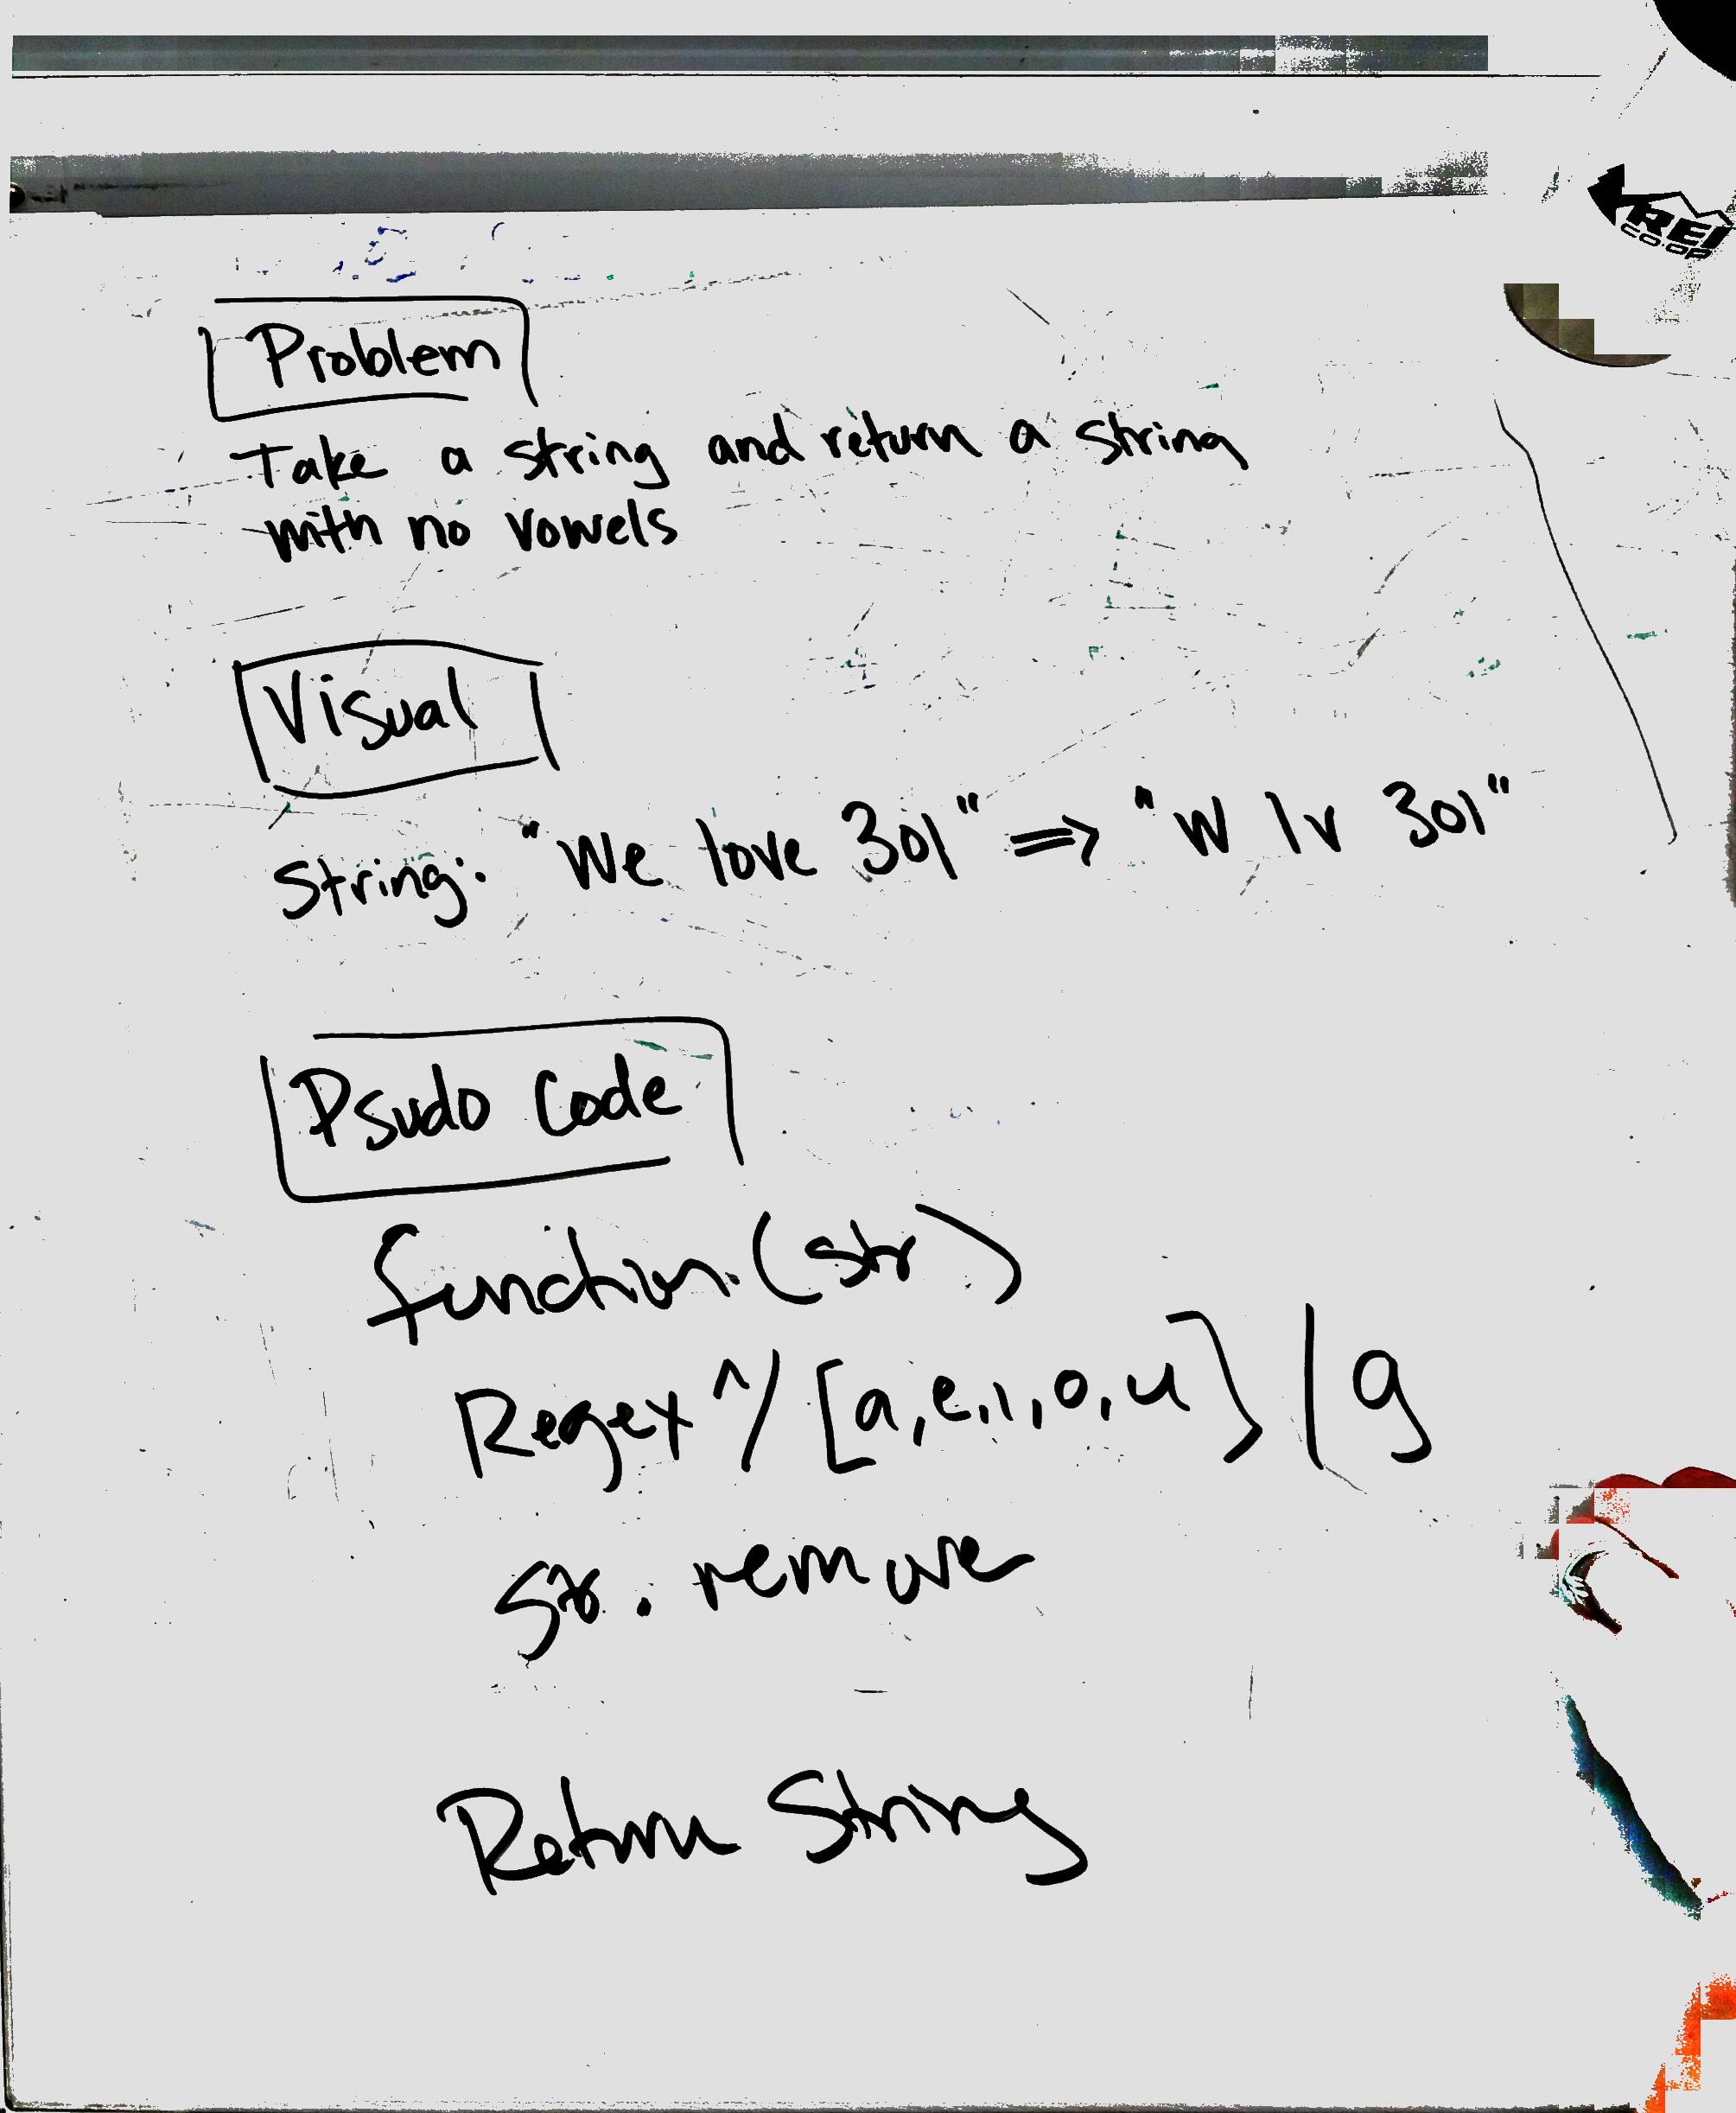 REI
CO·OP
Problem
Take a string and return a string
with no vowels
Visual
String: "We love 301" => "W lv 301"
Psudo Code
function(str)
Regex ^/[a,e,i,o,u]/g
str.remove
Return String